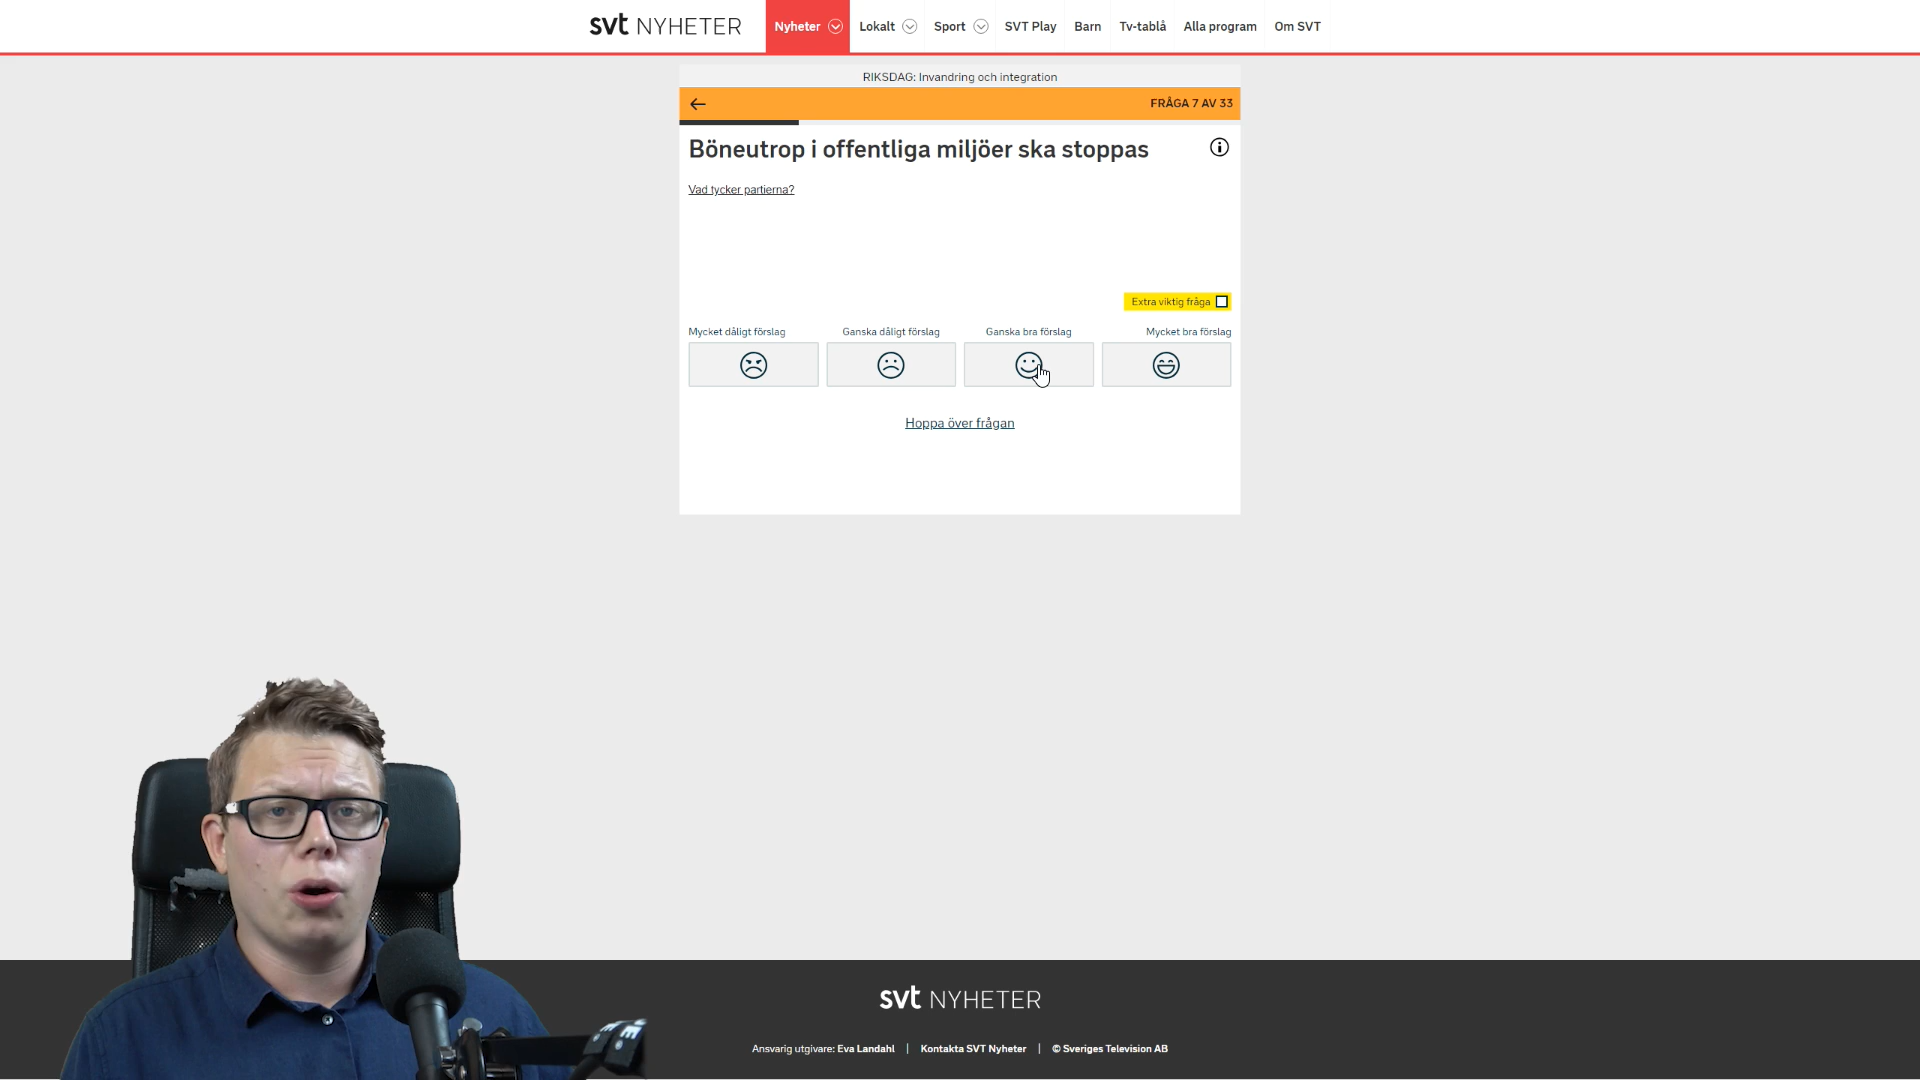 svt NYHETER
Nyheter
Lokalt
Sport
SVT Play
Barn
Tv-tablå
Alla program
Om SVT
RIKSDAG: Invandring och integration
FRÅGA 7 AV 33
Böneutrop i offentliga miljöer ska stoppas
Vad tycker partierna?
Extra viktig fråga
Mycket dåligt förslag
Ganska dåligt förslag
Ganska bra förslag
Mycket bra förslag
Hoppa över frågan
svt NYHETER
Ansvarig utgivare: Eva Landahl | Kontakta SVT Nyheter | © Sveriges Television AB